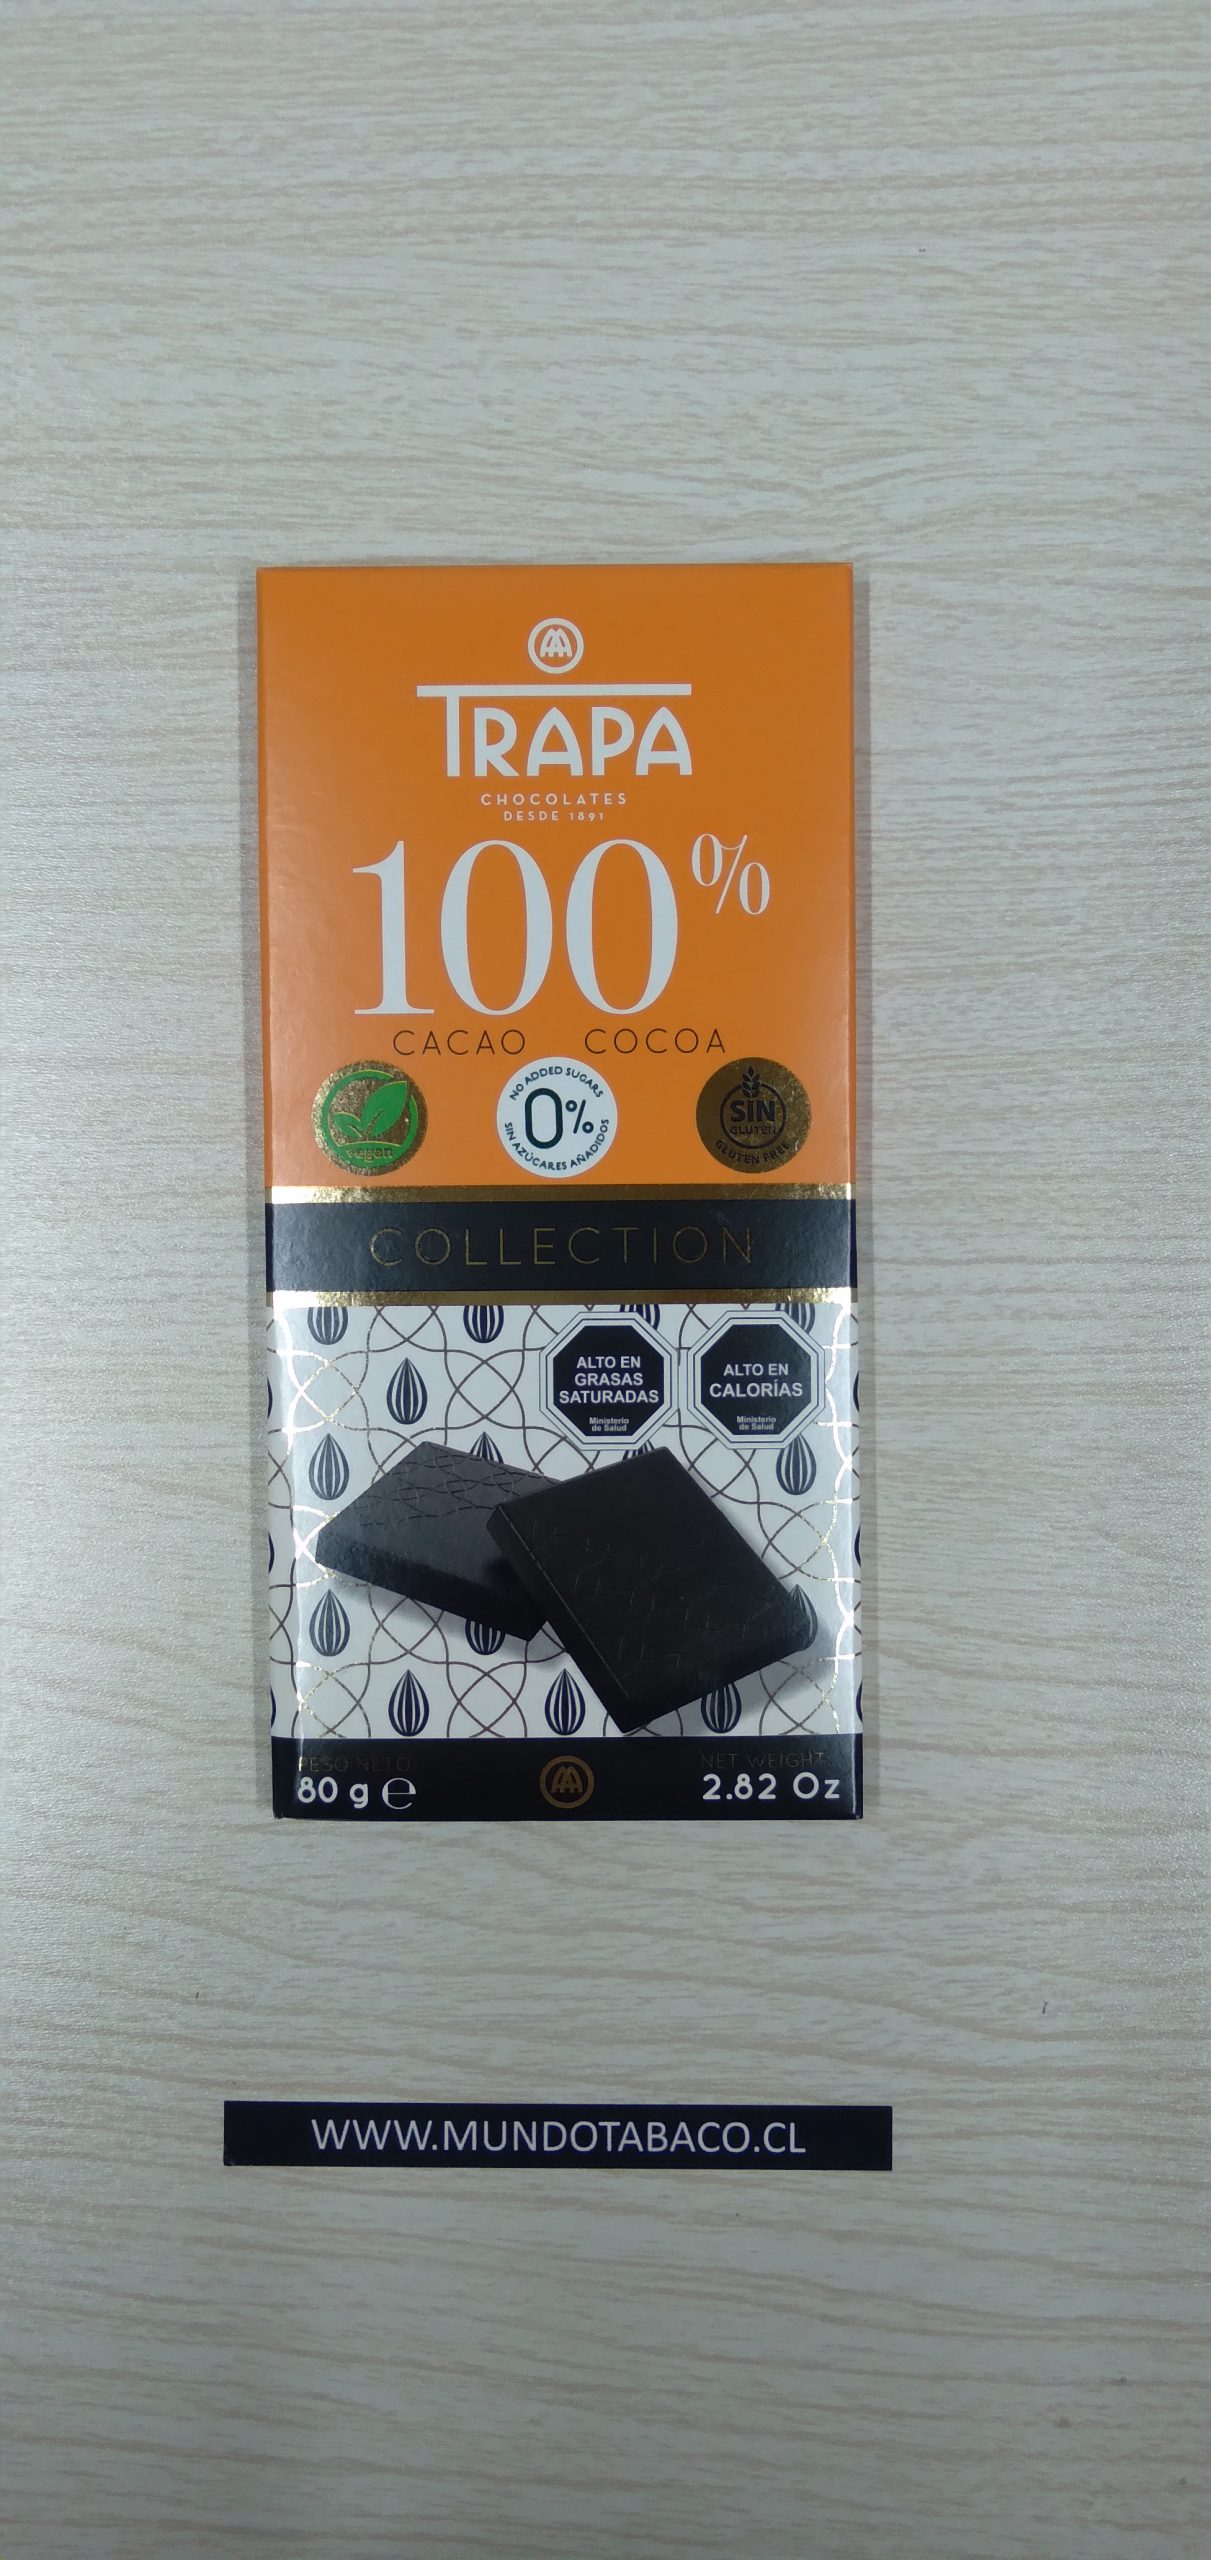 TRAPA
CHOCOLATES
DESDE 1891
100%
CACAO COCOA
vegan
NO ADDED SUGARS
0%
SIN AZÚCARES AÑADIDOS
SIN
GLUTEN
GLUTEN FREE
COLLECTION
ALTO EN
GRASAS
SATURADAS
Ministerio
de Salud
ALTO EN
CALORÍAS
Ministerio
de Salud
PESO NETO:
80 g ℮
NET WEIGHT:
2.82 Oz
WWW.MUNDOTABACO.CL